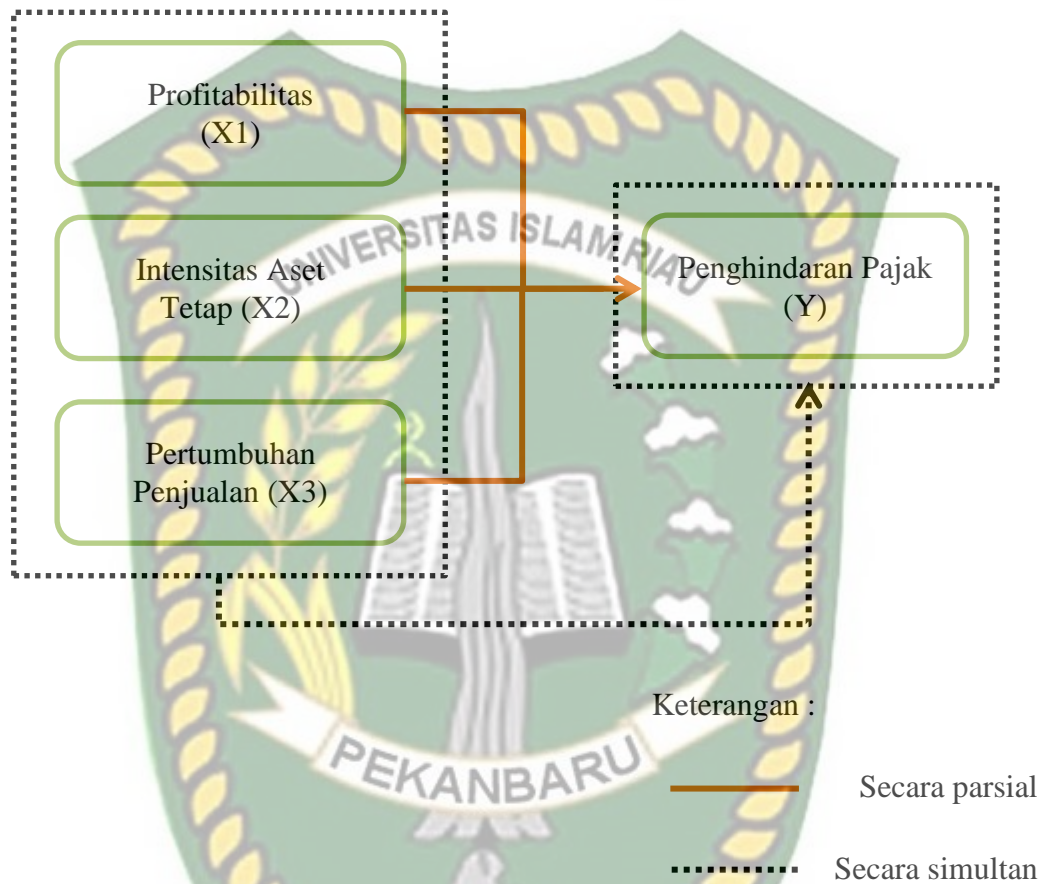 Profitabilitas
(X1)
Intensitas Aset
Tetap (X2)
Pertumbuhan
Penjualan (X3)
UNIVERSITAS ISLAM RIAU
Penghindaran Pajak
(Y)
PEKANBARU
Keterangan :
Secara parsial
Secara simultan